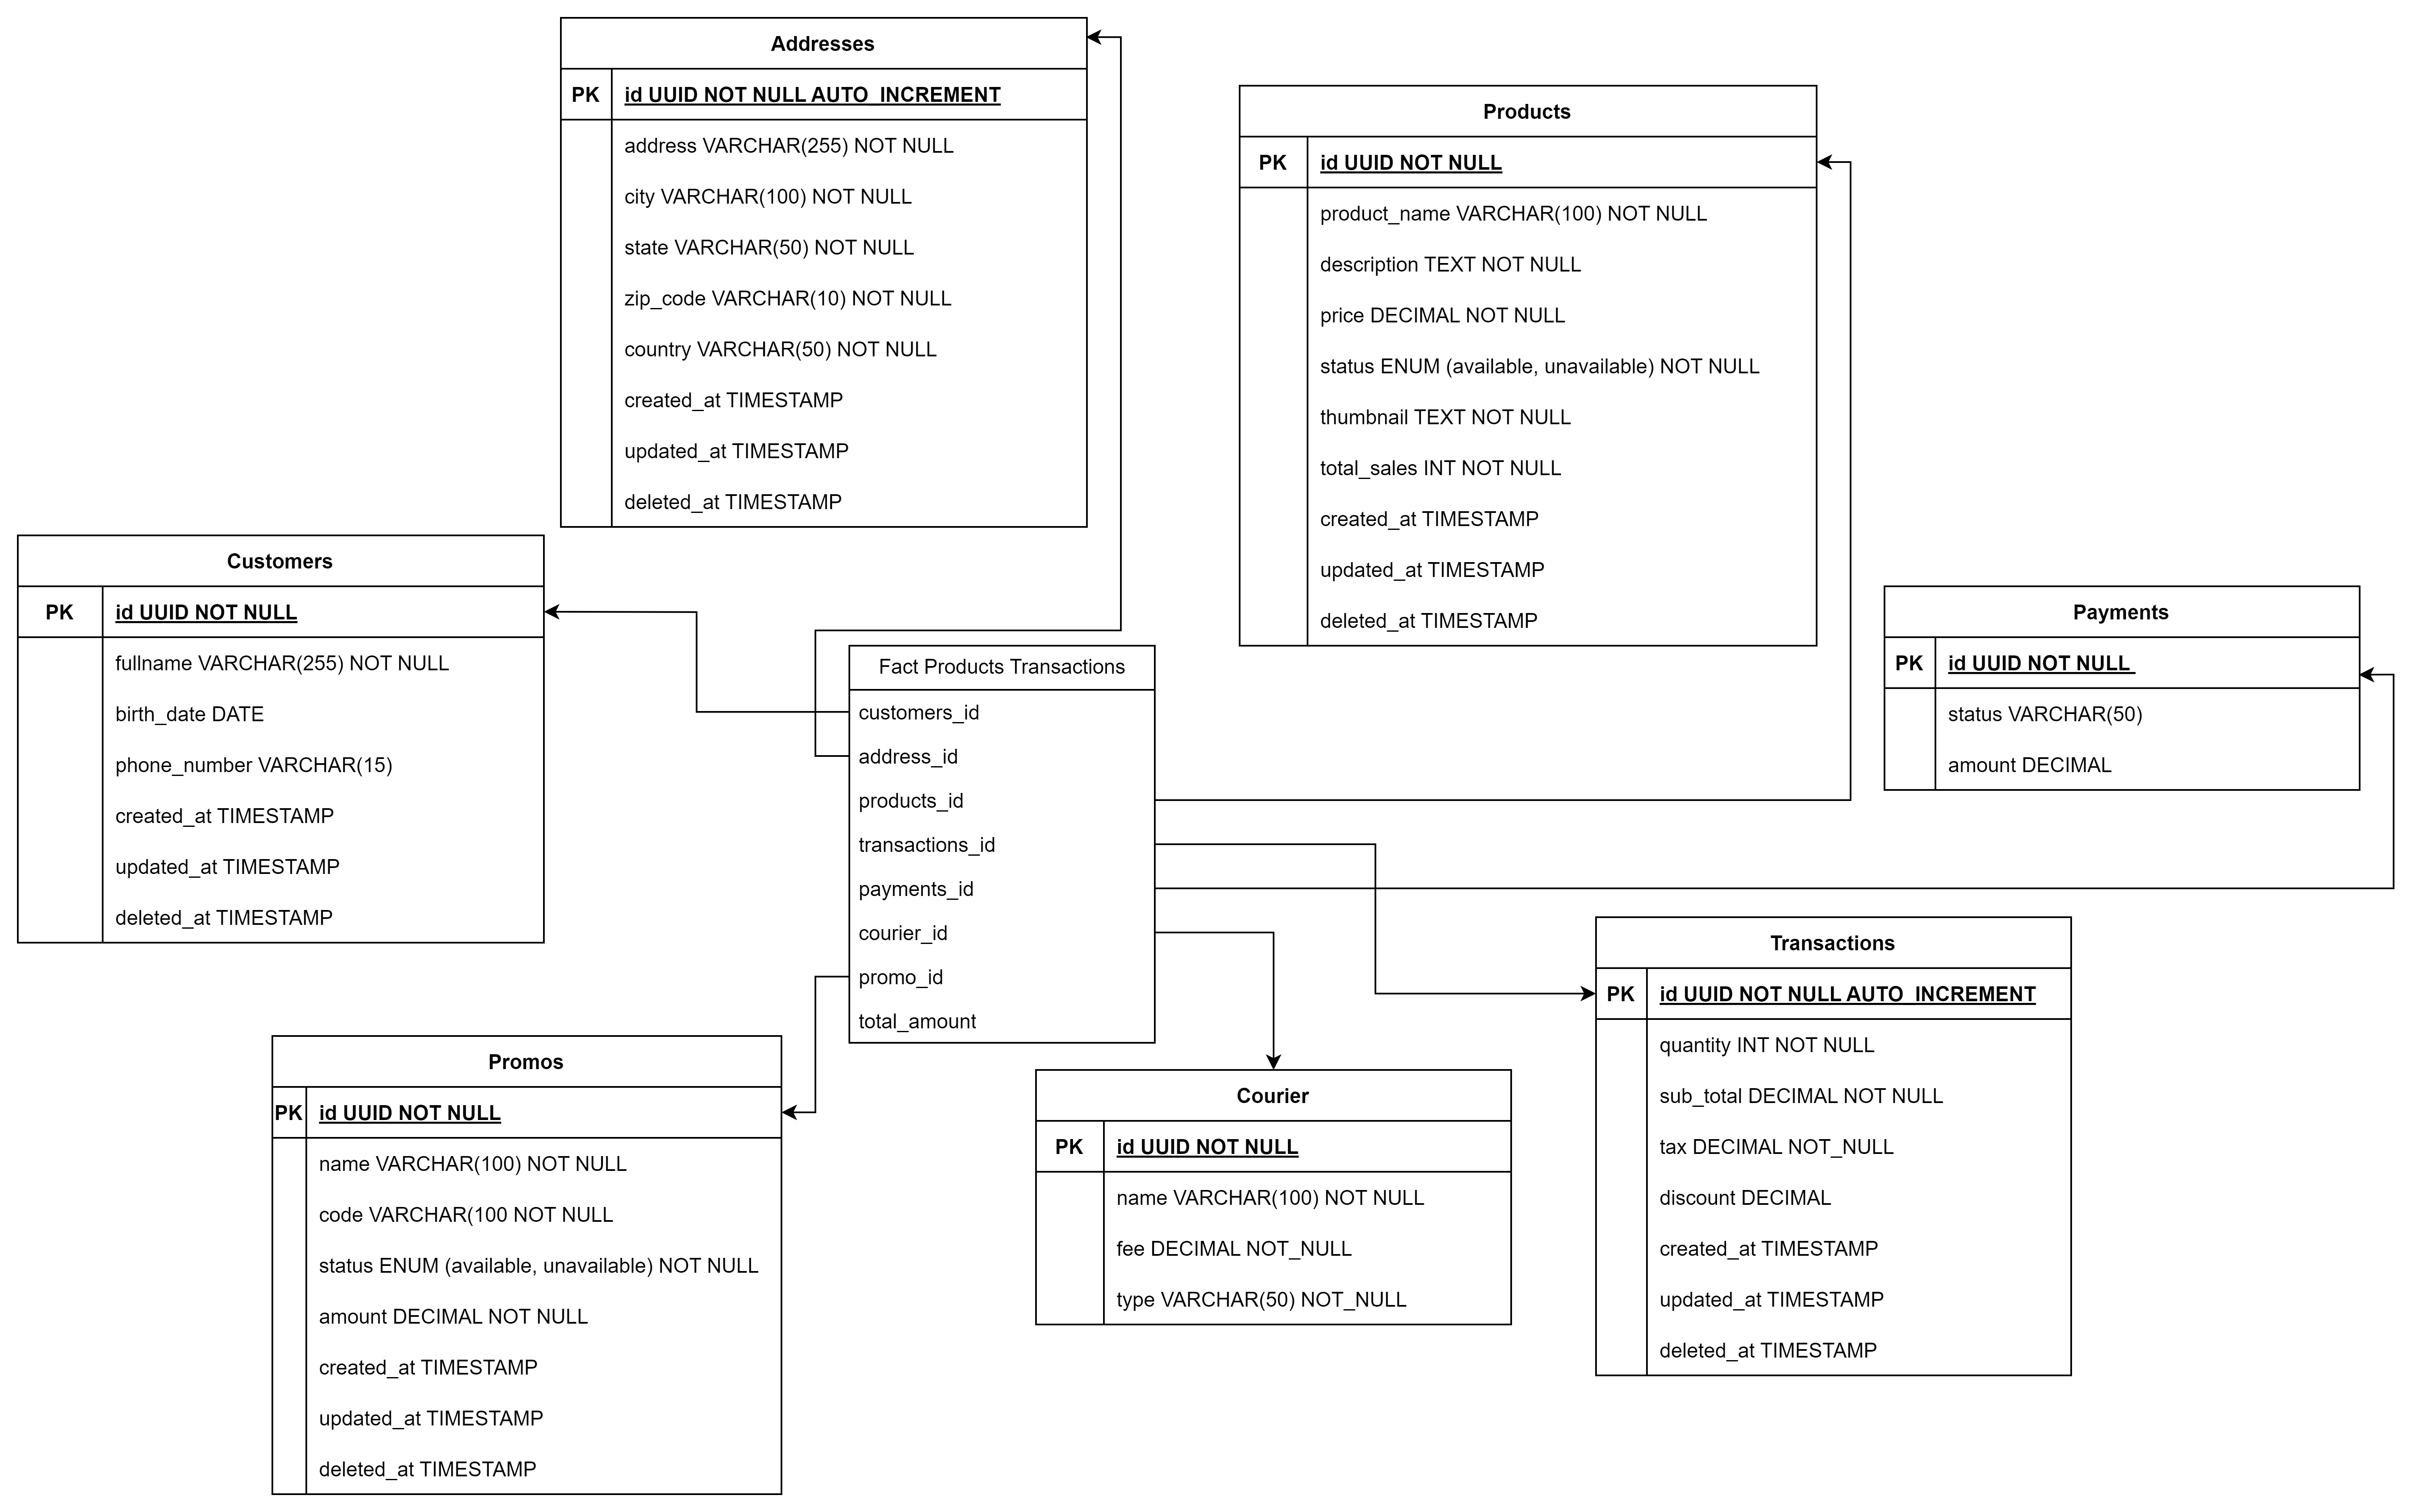 Addresses
PK id UUID NOT NULL AUTO_INCREMENT
address VARCHAR(255) NOT NULL
city VARCHAR(100) NOT NULL
state VARCHAR(50) NOT NULL
zip_code VARCHAR(10) NOT NULL
country VARCHAR(50) NOT NULL
created_at TIMESTAMP
updated_at TIMESTAMP
deleted_at TIMESTAMP
Products
PK id UUID NOT NULL
product_name VARCHAR(100) NOT NULL
description TEXT NOT NULL
price DECIMAL NOT NULL
status ENUM (available, unavailable) NOT NULL
thumbnail TEXT NOT NULL
total_sales INT NOT NULL
created_at TIMESTAMP
updated_at TIMESTAMP
deleted_at TIMESTAMP
Customers
PK id UUID NOT NULL
fullname VARCHAR(255) NOT NULL
birth_date DATE
phone_number VARCHAR(15)
created_at TIMESTAMP
updated_at TIMESTAMP
deleted_at TIMESTAMP
Fact Products Transactions
customers_id
address_id
products_id
transactions_id
payments_id
courier_id
promo_id
total_amount
Payments
PK id UUID NOT NULL
status VARCHAR(50)
amount DECIMAL
Transactions
PK id UUID NOT NULL AUTO_INCREMENT
quantity INT NOT NULL
sub_total DECIMAL NOT NULL
tax DECIMAL NOT_NULL
discount DECIMAL
created_at TIMESTAMP
updated_at TIMESTAMP
deleted_at TIMESTAMP
Promos
PK id UUID NOT NULL
name VARCHAR(100) NOT NULL
code VARCHAR(100 NOT NULL
status ENUM (available, unavailable) NOT NULL
amount DECIMAL NOT NULL
created_at TIMESTAMP
updated_at TIMESTAMP
deleted_at TIMESTAMP
Courier
PK id UUID NOT NULL
name VARCHAR(100) NOT NULL
fee DECIMAL NOT_NULL
type VARCHAR(50) NOT_NULL